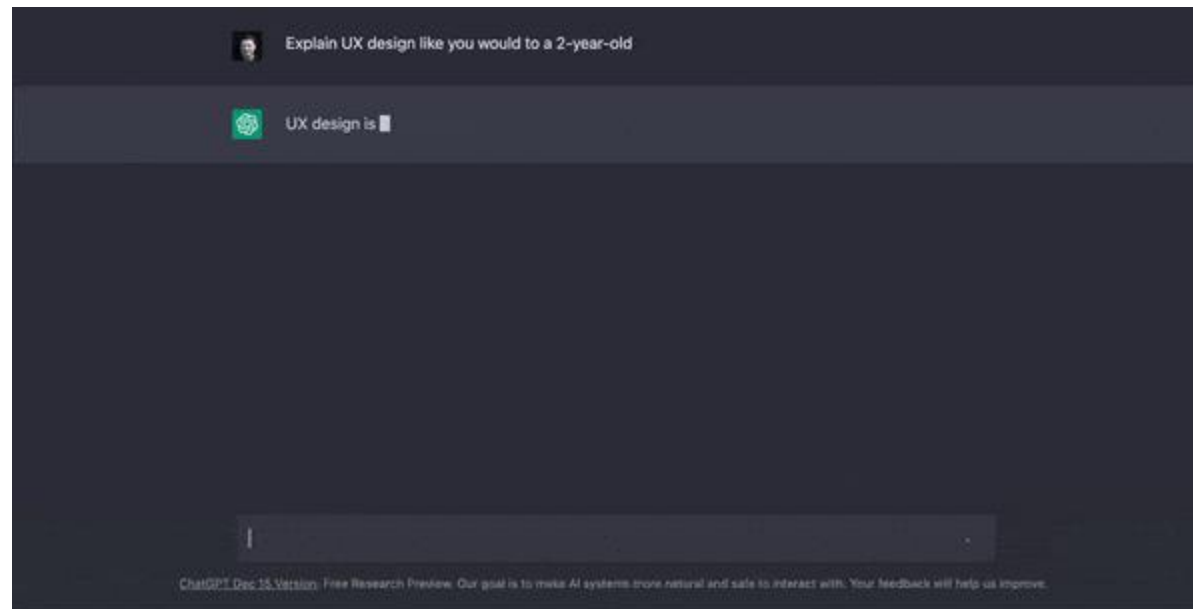 Explain UX design like you would to a 2-year-old
UX design is
ChatGPT Dec 15 Version. Free Research Preview. Our goal is to make AI systems more natural and safe to interact with. Your feedback will help us improve.